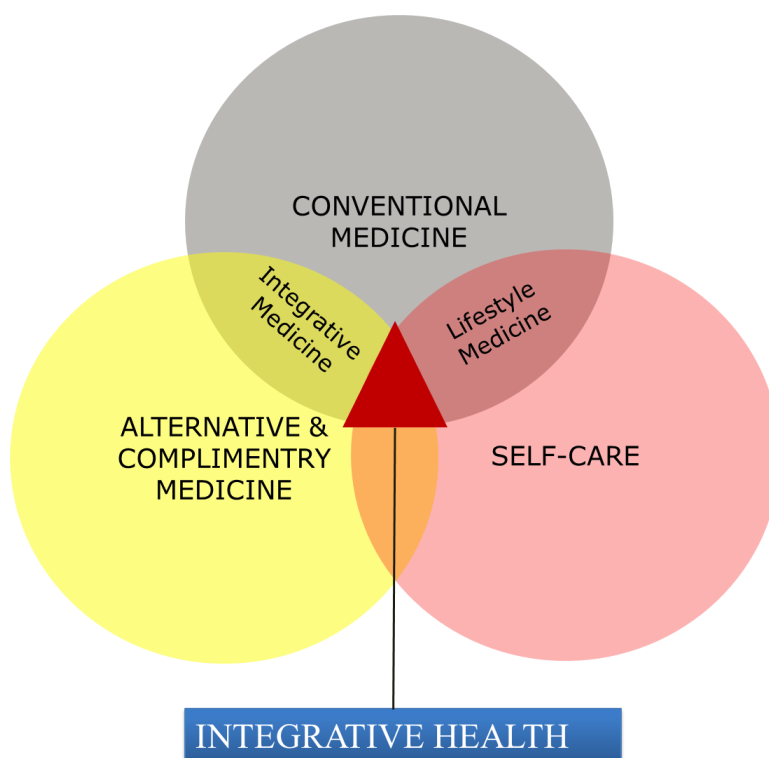 CONVENTIONAL
MEDICINE
Integrative
Medicine
Lifestyle
Medicine
ALTERNATIVE &
COMPLIMENTRY
MEDICINE
SELF-CARE
INTEGRATIVE HEALTH